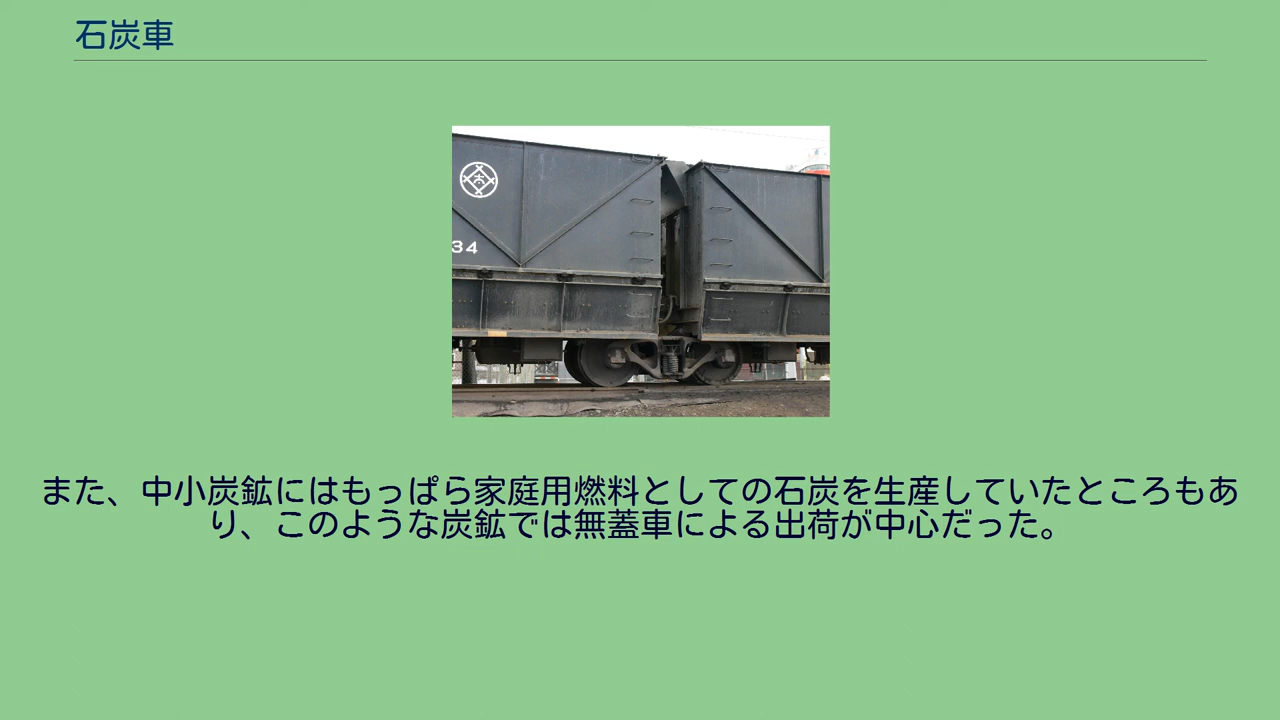 石炭車
34
また、中小炭鉱にはもっぱら家庭用燃料としての石炭を生産していたところもあ
り、このような炭鉱では無蓋車による出荷が中心だった。